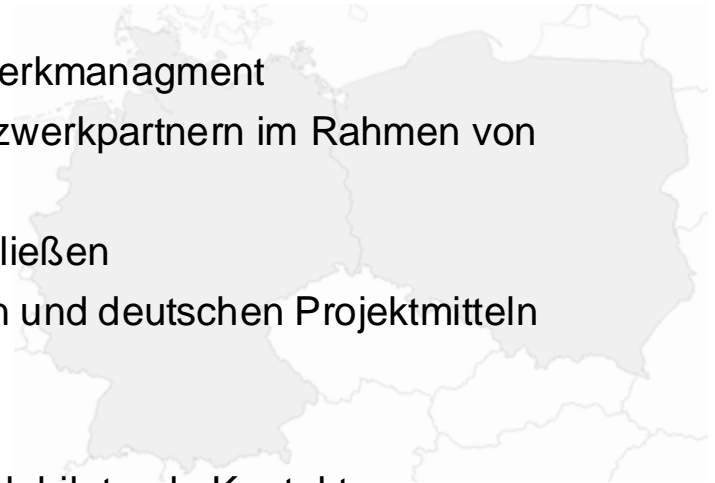 erkmanagment
zwerkpartnern im Rahmen von
ließen
n und deutschen Projektmitteln